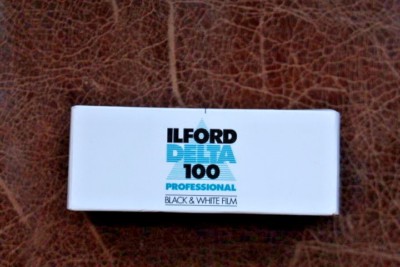 ILFORD
DELTA
100
PROFESSIONAL
BLACK & WHITE FILM